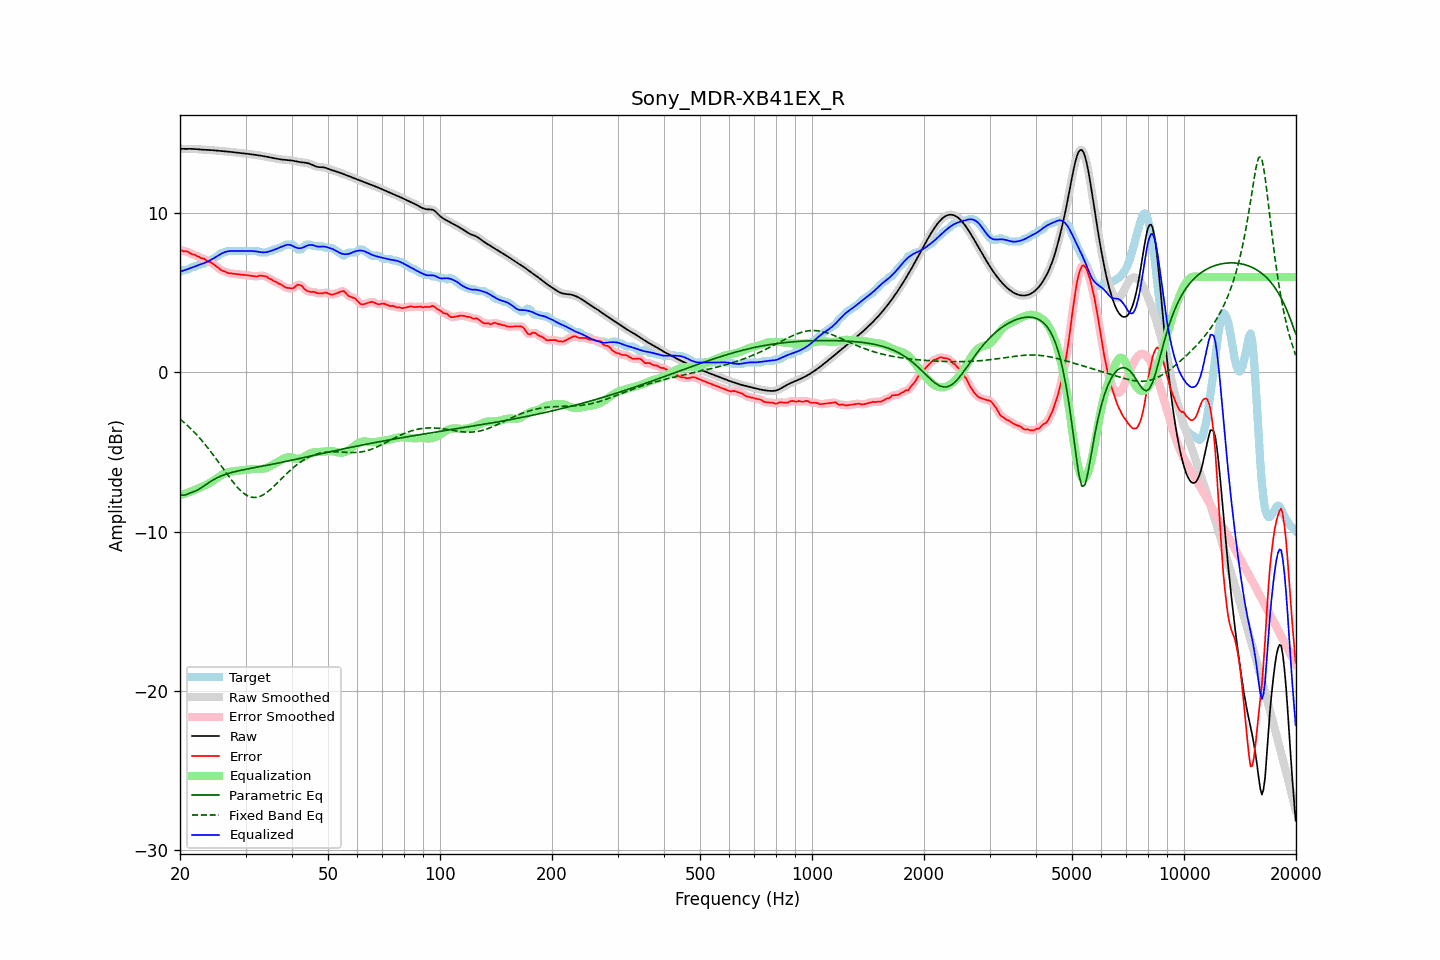 Sony_MDR-XB41EX_R
Amplitude (dBr)
10
0
−10
−20
−30
Target
Raw Smoothed
Error Smoothed
Raw
Error
Equalization
Parametric Eq
Fixed Band Eq
Equalized
20 50 100 200 500 1000 2000 5000 10000 20000
Frequency (Hz)